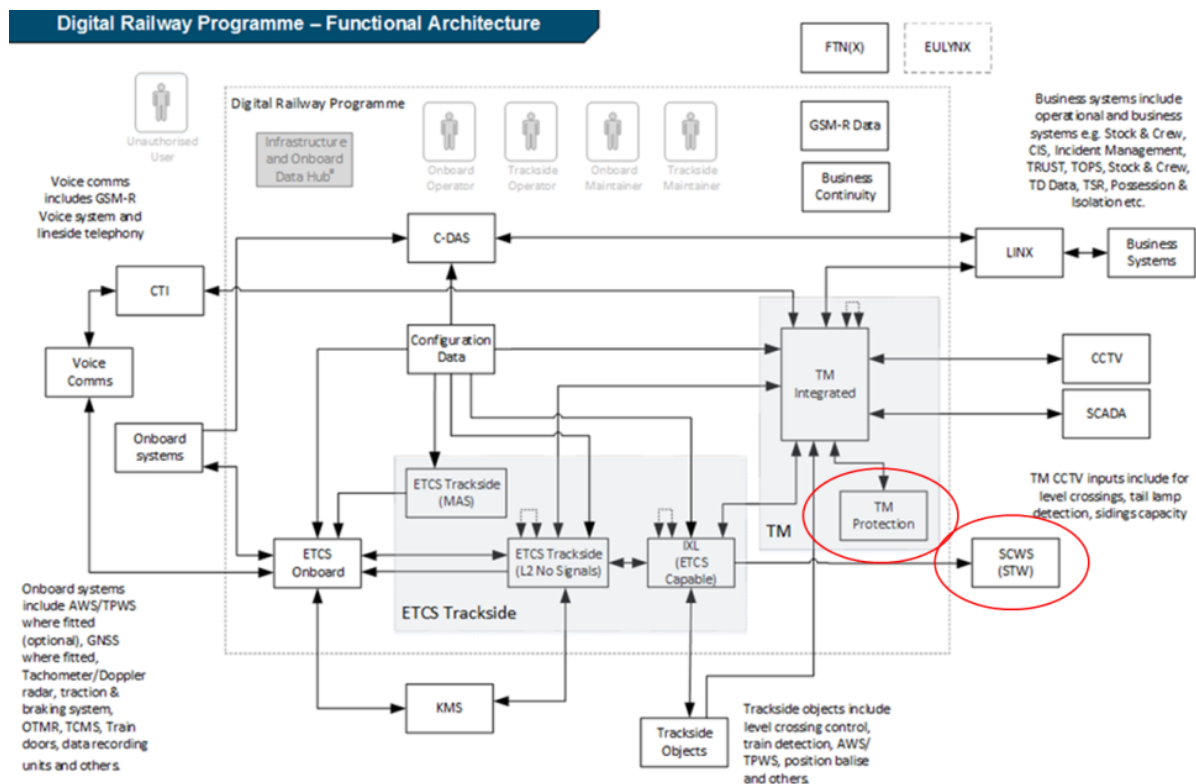 Digital Railway Programme – Functional Architecture
FTN(X)
EULYNX
Unauthorised
User
Digital Railway Programme
Infrastructure
and Onboard
Data Hub
Onboard
Operator
Trackside
Operator
Onboard
Maintainer
Trackside
Maintainer
GSM-R Data
Business
Continuity
Business systems include
operational and business
systems e.g. Stock & Crew,
CIS, Incident Management,
TRUST, TOPS, Stock & Crew,
TD Data, TSR, Possession &
Isolation etc.
Voice comms
includes GSM-R
Voice system and
lineside telephony
C-DAS
LINX
Business
Systems
CTI
Configuration
Data
Voice
Comms
TM
Integrated
CCTV
SCADA
Onboard
systems
TM CCTV inputs include for
level crossings, tail lamp
detection, sidings capacity
ETCS Trackside
(MAS)
TM
Protection
TM
ETCS
Onboard
ETCS Trackside
(L2 No Signals)
IXL
(ETCS
Capable)
SCWS
(STW)
ETCS Trackside
Onboard systems
include AWS/TPWS
where fitted
(optional), GNSS
where fitted,
Tachometer/Doppler
radar, traction &
braking system,
OTMR, TCMS, Train
doors, data recording
units and others.
KMS
Trackside
Objects
Trackside objects include
level crossing control,
train detection, AWS/
TPWS, position balise
and others.